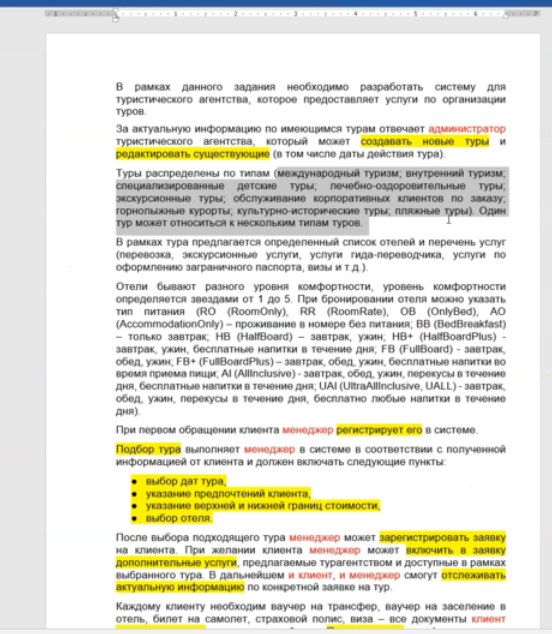 В рамках данного задания необходимо разработать систему для
туристического агентства, которое предоставляет услуги по организации
туров.
За актуальную информацию по имеющимся турам отвечает администратор
туристического агентства, который может создавать новые туры и
редактировать существующие (в том числе даты действия тура).
Туры распределены по типам (международный туризм; внутренний туризм;
специализированные детские туры; лечебно-оздоровительные туры;
экскурсионные туры; обслуживание корпоративных клиентов по заказу;
горнолыжные курорты; культурно-исторические туры; пляжные туры). Один
тур может относиться к нескольким типам туров.
В рамках тура предлагается определенный список отелей и перечень услуг
(перевозка, экскурсионные услуги, услуги гида-переводчика, услуги по
оформлению заграничного паспорта, визы и т.д.).
Отели бывают разного уровня комфортности, уровень комфортности
определяется звездами от 1 до 5. При бронировании отеля можно указать
тип питания (RO (RoomOnly), RR (RoomRate), OB (OnlyBed), AO
(AccommodationOnly) – проживание в номере без питания; BB (BedBreakfast)
– только завтрак; HB (HalfBoard) – завтрак, ужин; HB+ (HalfBoardPlus) -
завтрак, ужин, бесплатные напитки в течение дня; FB (FullBoard) - завтрак,
обед, ужин; FB+ (FullBoardPlus) – завтрак, обед, ужин, бесплатные напитки во
время приема пищи; AI (AllInclusive) - завтрак, обед, ужин, перекусы в течение
дня, бесплатные напитки в течение дня; UAI (UltraAllInclusive, UALL) - завтрак,
обед, ужин, перекусы в течение дня, бесплатно любые напитки в течение
дня).
При первом обращении клиента менеджер регистрирует его в системе.
Подбор тура выполняет менеджер в системе в соответствии с полученной
информацией от клиента и должен включать следующие пункты:
● выбор дат тура,
● указание предпочтений клиента,
● указание верхней и нижней границ стоимости,
● выбор отеля.
После выбора подходящего тура менеджер может зарегистрировать заявку
на клиента. При желании клиента менеджер может включить в заявку
дополнительные услуги, предлагаемые турагентством и доступные в рамках
выбранного тура. В дальнейшем и клиент, и менеджер смогут отслеживать
актуальную информацию по конкретной заявке на тур.
Каждому клиенту необходим ваучер на трансфер, ваучер на заселение в
отель, билет на самолет, страховой полис, виза – все документы клиент